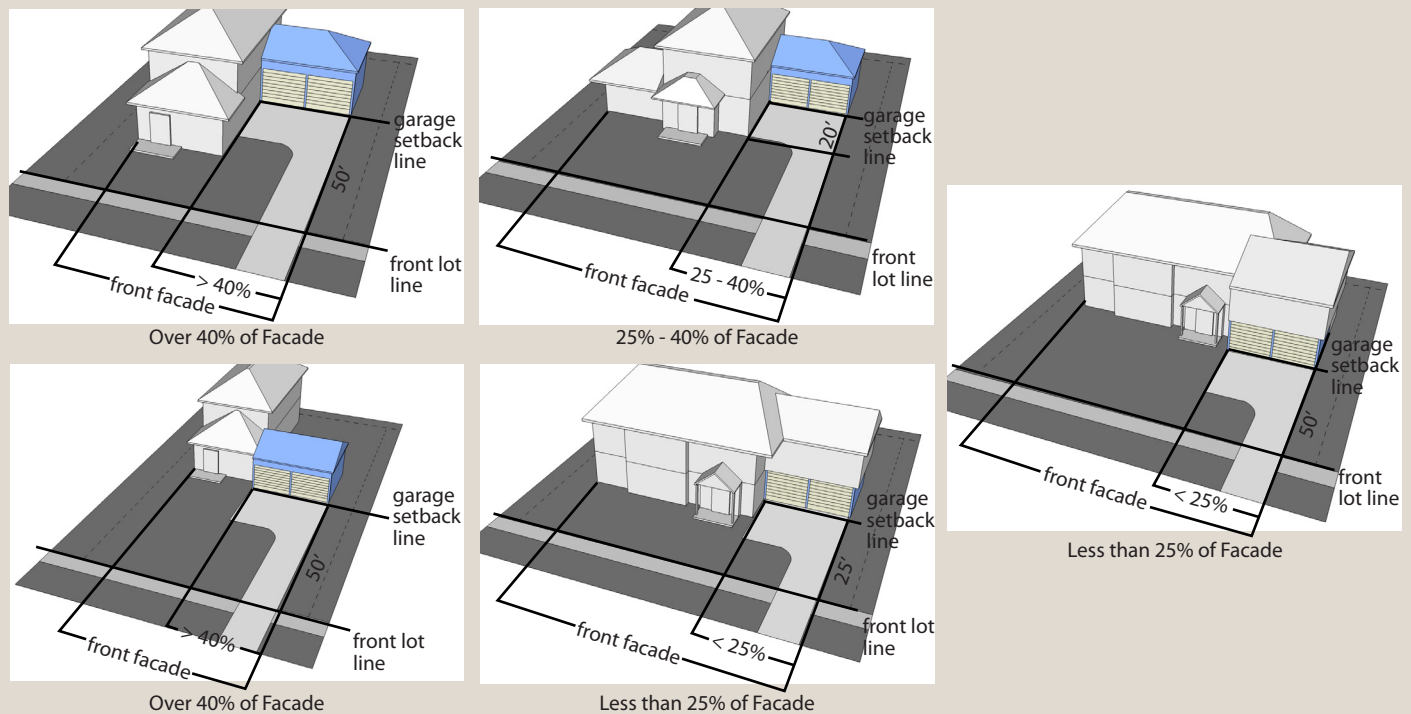 garage
setback
line
50′
front lot
line
> 40%
front facade
Over 40% of Facade
garage
setback
line
20′
front
lot line
25 - 40%
front facade
25% - 40% of Facade
garage
setback
line
50′
front
lot line
< 25%
front facade
Less than 25% of Facade
garage
setback
line
50′
front lot
line
> 40%
front facade
Over 40% of Facade
garage
setback
line
25′
front lot
line
< 25%
front facade
Less than 25% of Facade